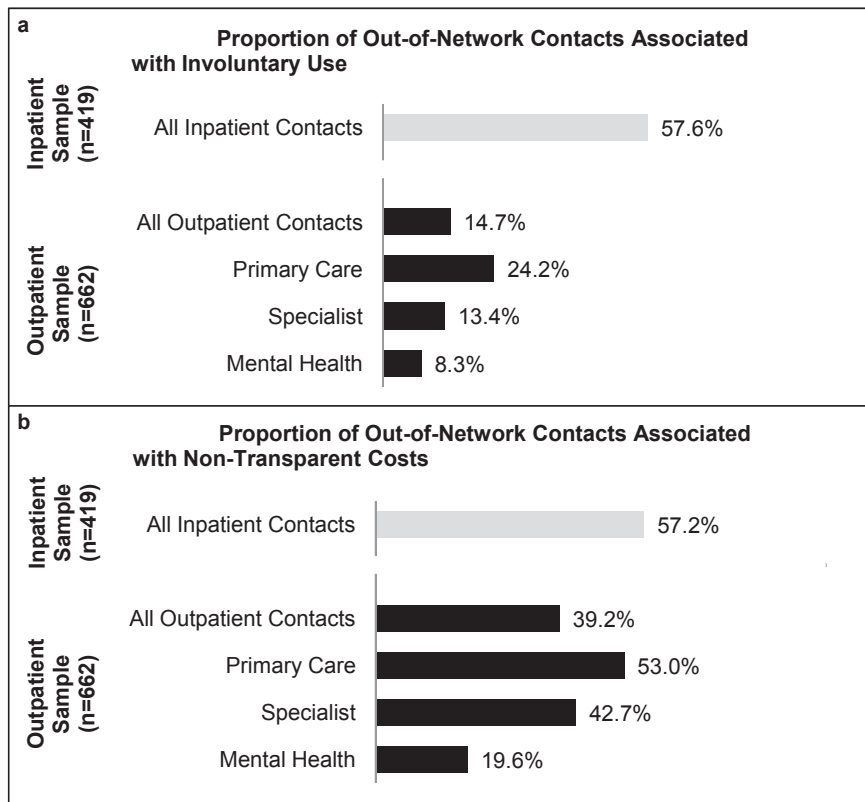 a
Proportion of Out-of-Network Contacts Associated
with Involuntary Use
Inpatient
Sample
(n=419)
All Inpatient Contacts 57.6%
Outpatient
Sample
(n=662)
All Outpatient Contacts 14.7%
Primary Care 24.2%
Specialist 13.4%
Mental Health 8.3%
b
Proportion of Out-of-Network Contacts Associated
with Non-Transparent Costs
Inpatient
Sample
(n=419)
All Inpatient Contacts 57.2%
Outpatient
Sample
(n=662)
All Outpatient Contacts 39.2%
Primary Care 53.0%
Specialist 42.7%
Mental Health 19.6%